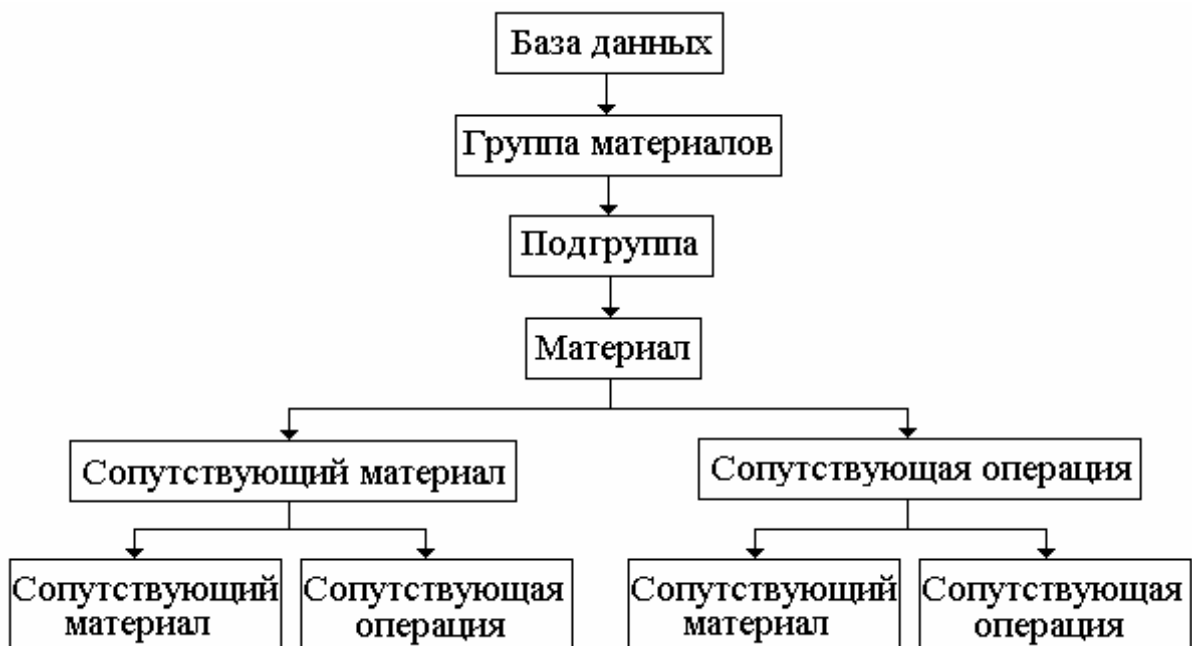 База данных
Группа материалов
Подгруппа
Материал
Сопутствующий материал
Сопутствующая операция
Сопутствующий
материал
Сопутствующая
операция
Сопутствующий
материал
Сопутствующая
операция